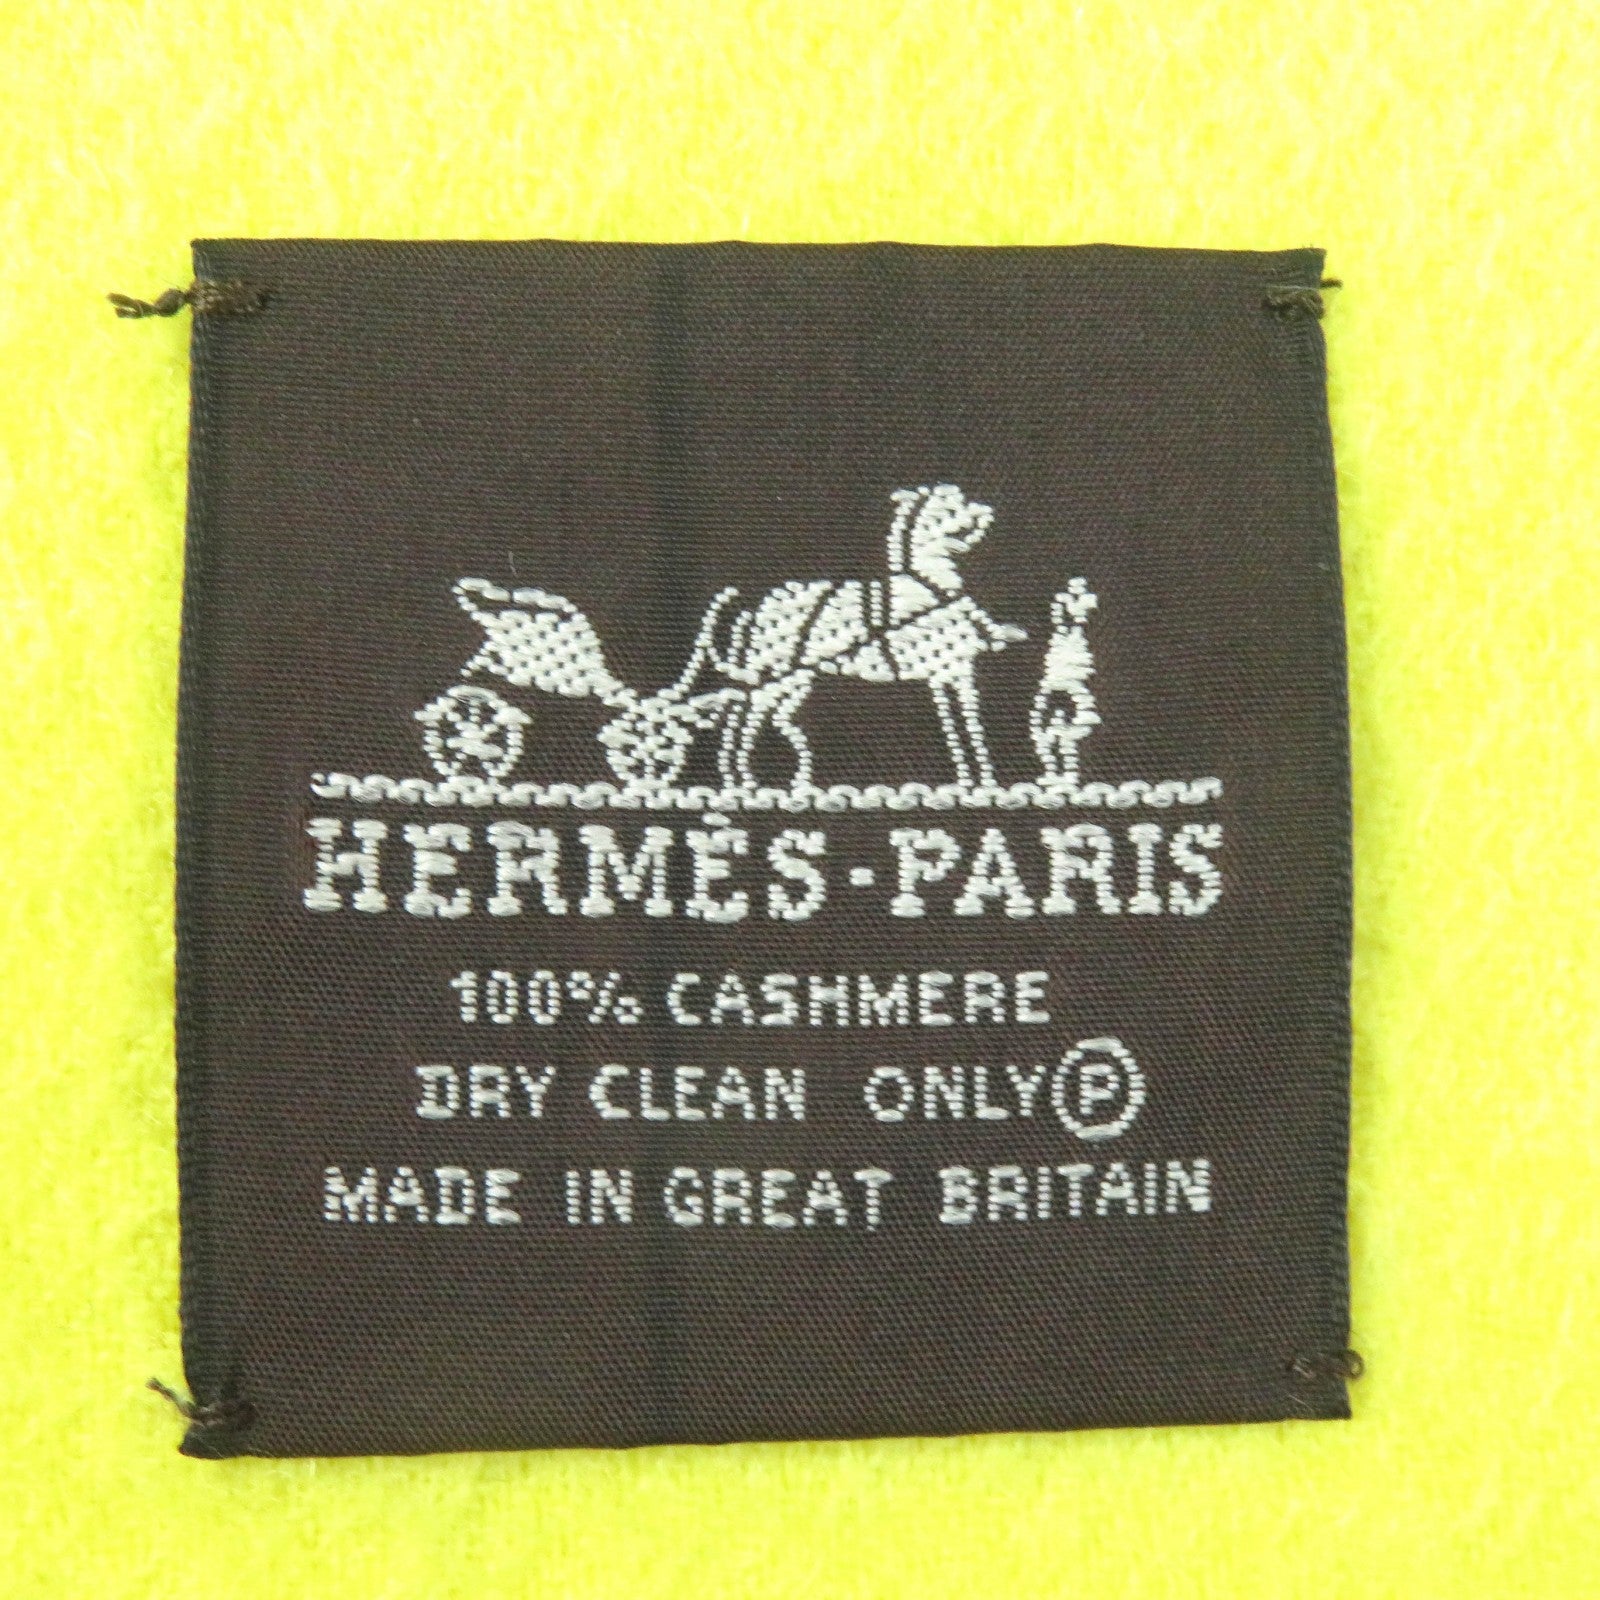 HERMÈS-PARIS
100% CASHMERE
DRY CLEAN ONLY Ⓟ
MADE IN GREAT BRITAIN